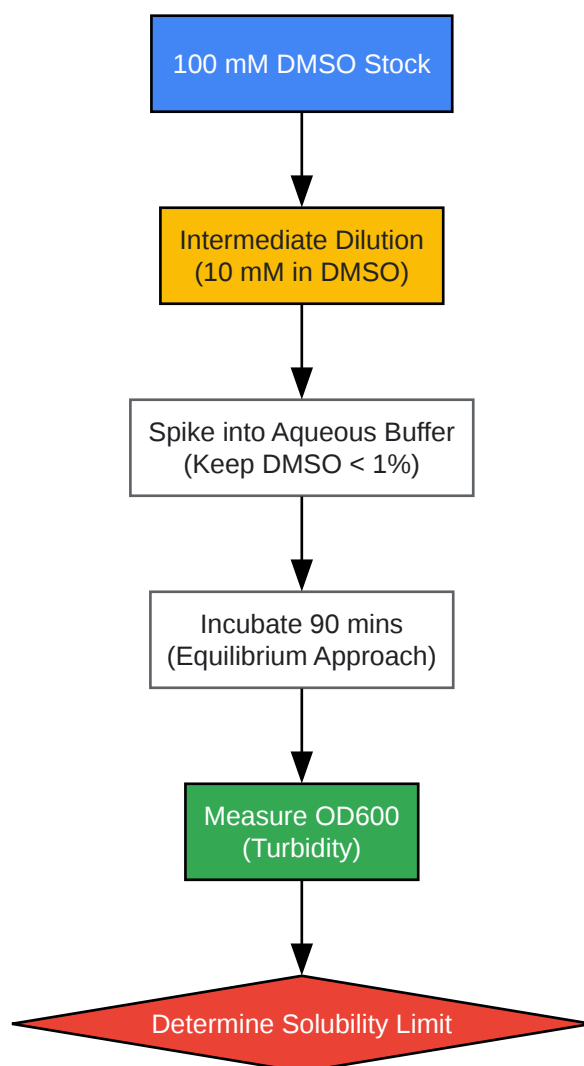 100 mM DMSO Stock
Intermediate Dilution
(10 mM in DMSO)
Spike into Aqueous Buffer
(Keep DMSO < 1%)
Incubate 90 mins
(Equilibrium Approach)
Measure OD600
(Turbidity)
Determine Solubility Limit